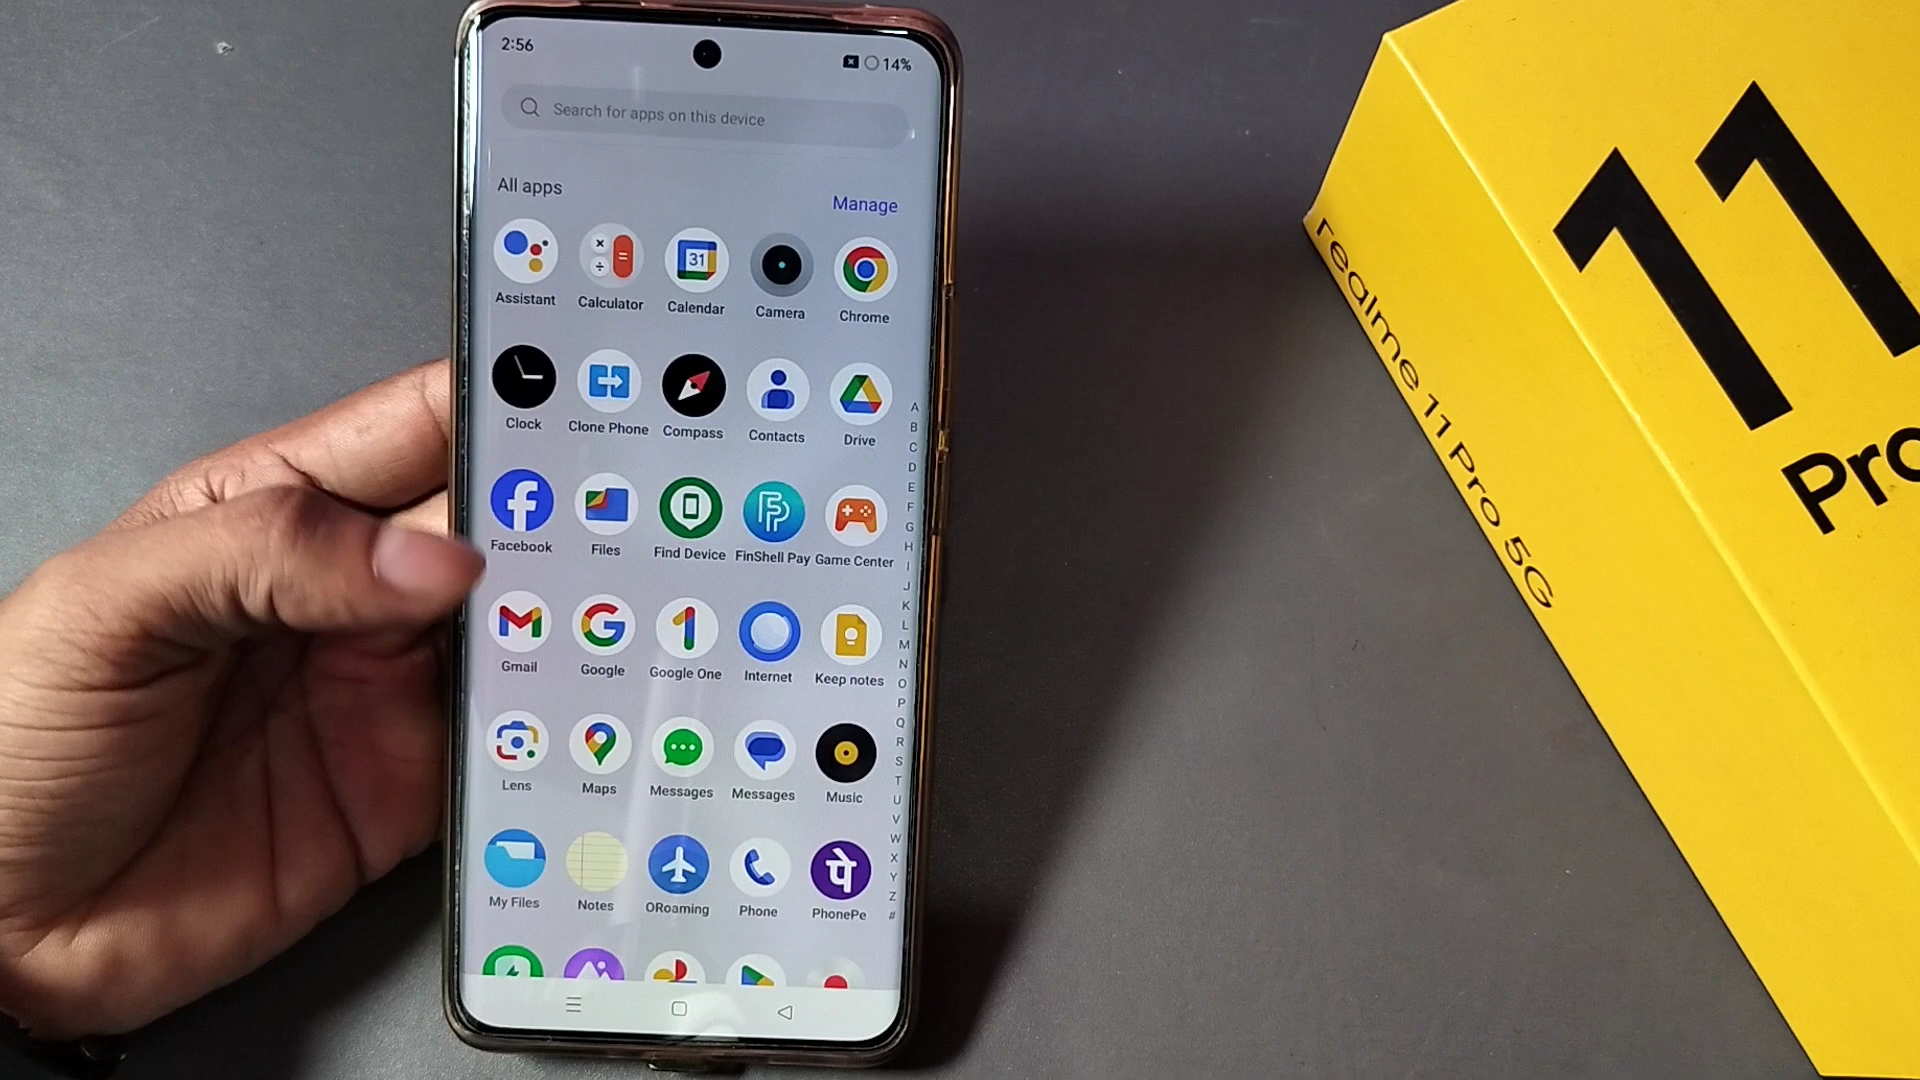 2:56
14%
Search for apps on this device
All apps
Manage
31
Assistant
Calculator
Calendar
Camera
Chrome
Clock
Clone Phone
Compass
Contacts
Drive
Facebook
Files
Find Device
FinShell Pay
Game Center
Gmail
Google
Google One
Internet
Keep notes
Lens
Maps
Messages
Messages
Music
My Files
Notes
ORoaming
Phone
पे
PhonePe
A
B
C
D
E
F
G
H
I
J
K
L
M
N
O
P
Q
R
S
T
U
V
W
X
Y
Z
#
realme 11 Pro 5G
11
Pro